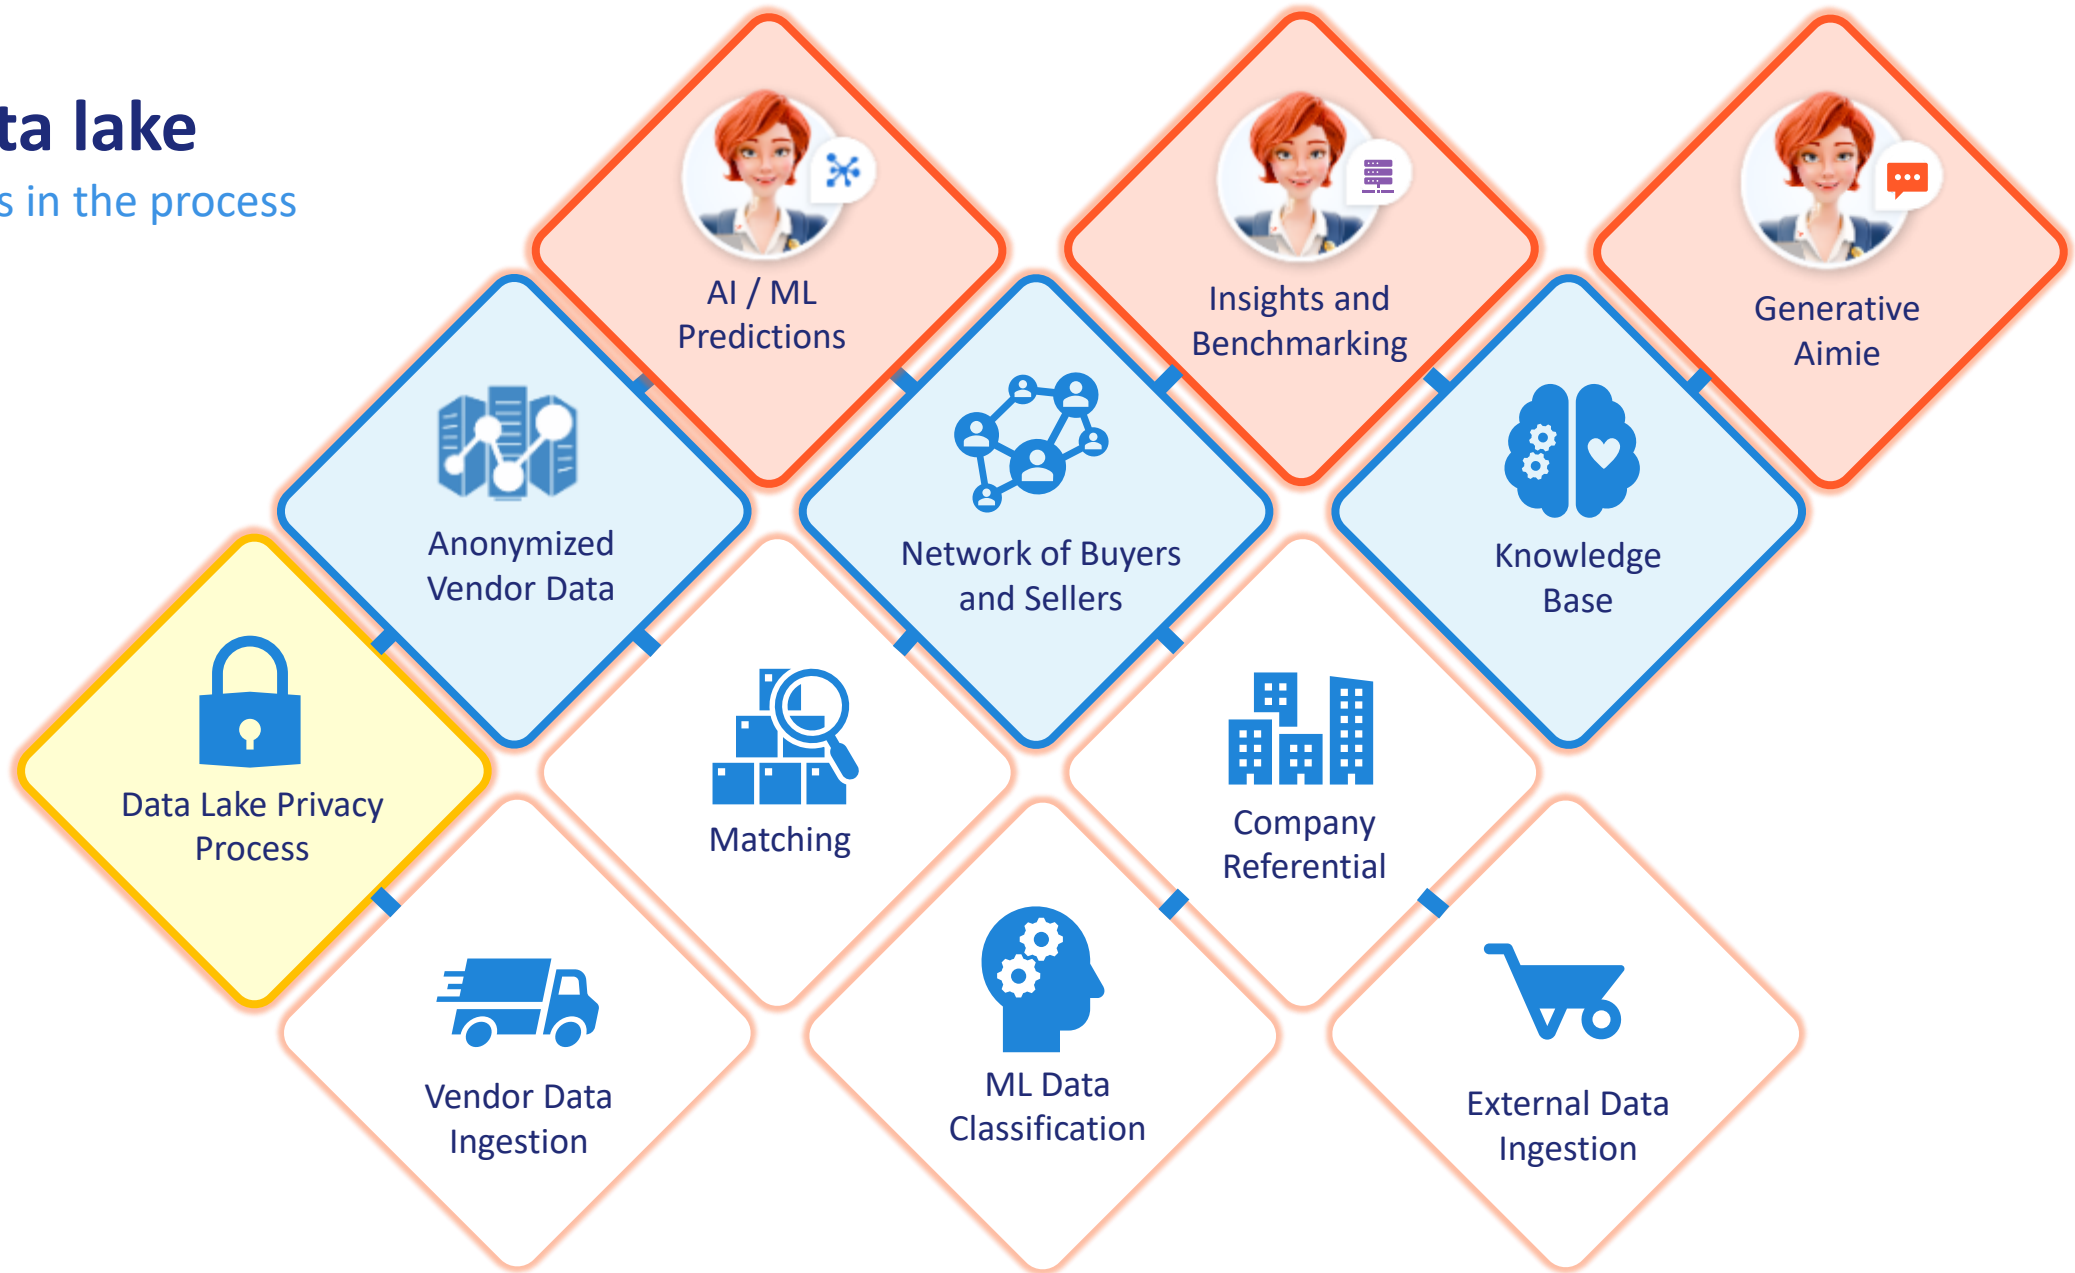 ta lake
s in the process
AI / ML
Predictions
Insights and
Benchmarking
Generative
Aimie
Anonymized
Vendor Data
Network of Buyers
and Sellers
Knowledge
Base
Data Lake Privacy
Process
Matching
Company
Referential
Vendor Data
Ingestion
ML Data
Classification
External Data
Ingestion